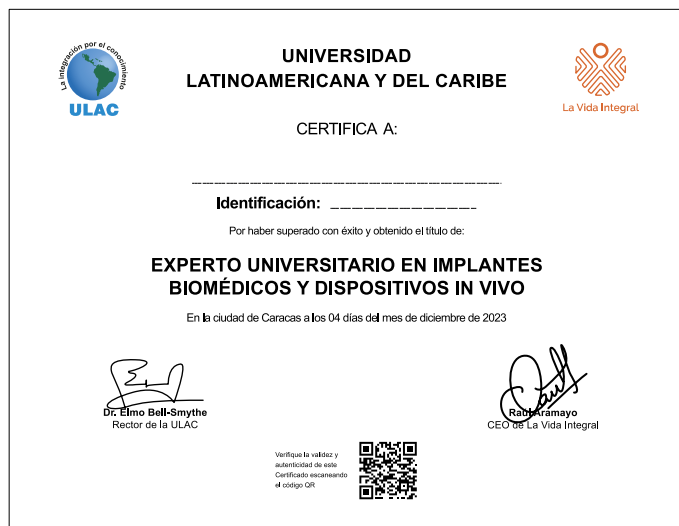 La integración por el conocimiento
ULAC
UNIVERSIDAD
LATINOAMERICANA Y DEL CARIBE
La Vida Integral
CERTIFICA A:
Identificación:
Por haber superado con éxito y obtenido el título de:
EXPERTO UNIVERSITARIO EN IMPLANTES
BIOMÉDICOS Y DISPOSITIVOS IN VIVO
En la ciudad de Caracas a los 04 días del mes de diciembre de 2023
Dr. Elmo Bell-Smythe
Rector de la ULAC
Raúl Aramayo
CEO de La Vida Integral
Verifique la validez y
autenticidad de este
Certificado escaneando
el código QR